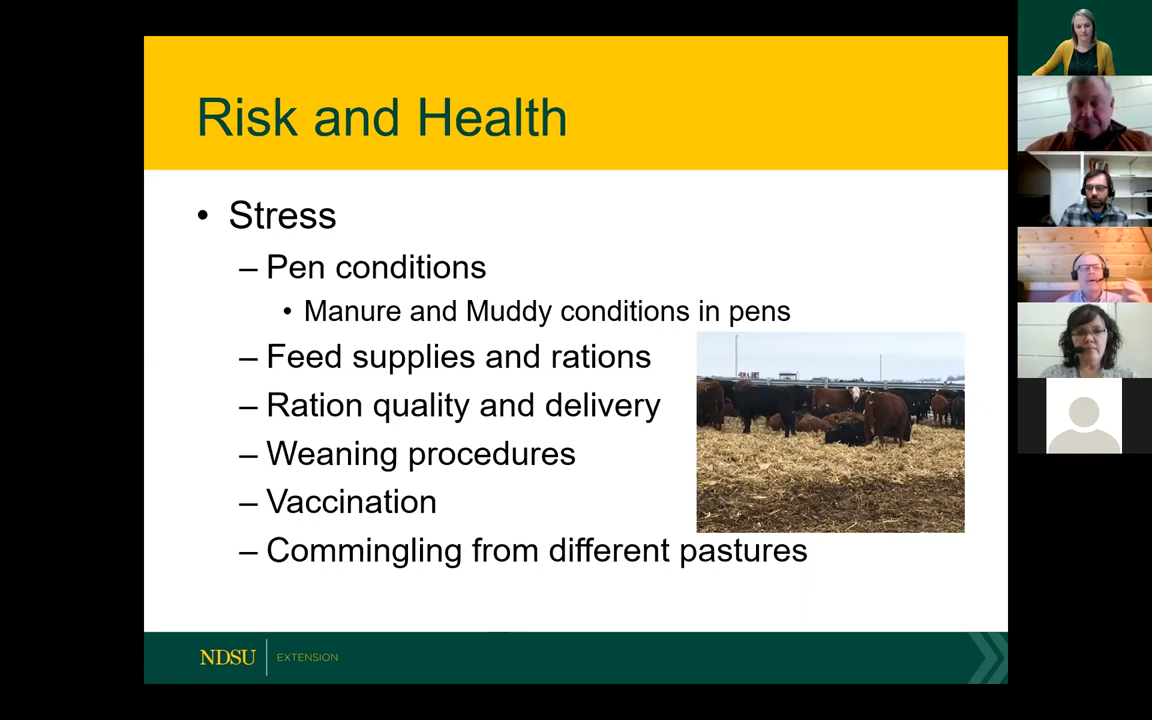 Risk and Health
• Stress
– Pen conditions
• Manure and Muddy conditions in pens
– Feed supplies and rations
– Ration quality and delivery
– Weaning procedures
– Vaccination
– Commingling from different pastures
NDSU EXTENSION